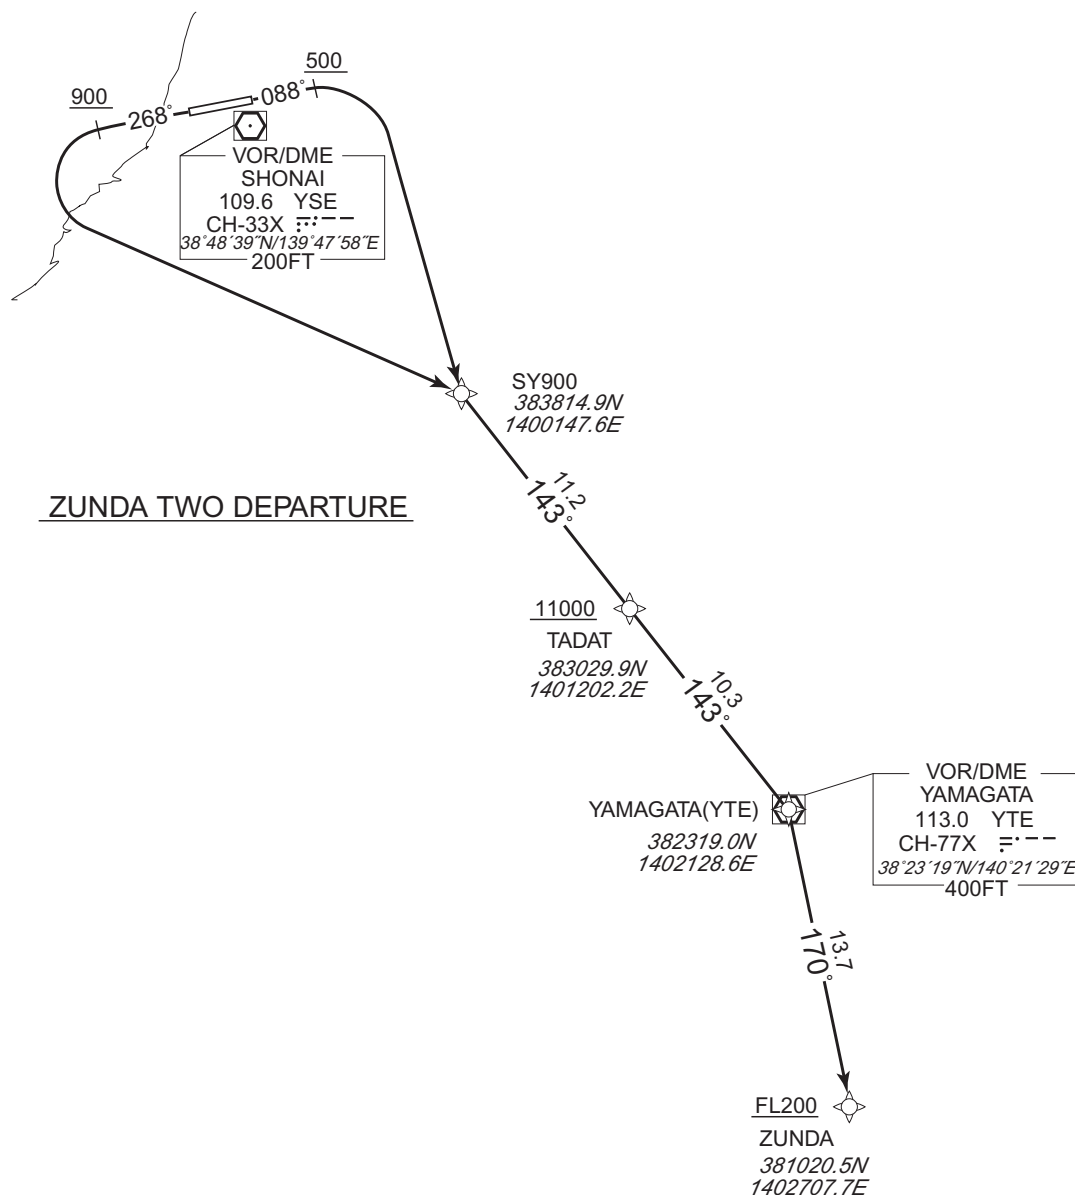 500
900
268°
088°
VOR/DME
SHONAI
109.6 YSE
CH-33X
38°48´39˝N/139°47´58˝E
200FT
SY900
383814.9N
1400147.6E
ZUNDA TWO DEPARTURE
11.2
143°
11000
TADAT
383029.9N
1401202.2E
10.3
143°
VOR/DME
YAMAGATA
113.0 YTE
CH-77X
38°23´19˝N/140°21´29˝E
400FT
YAMAGATA(YTE)
382319.0N
1402128.6E
13.7
170°
FL200
ZUNDA
381020.5N
1402707.7E